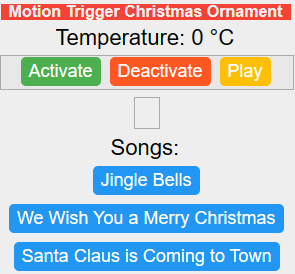 Motion Trigger Christmas Ornament
Temperature: 0 °C
Activate Deactivate Play
Songs:
Jingle Bells
We Wish You a Merry Christmas
Santa Claus is Coming to Town